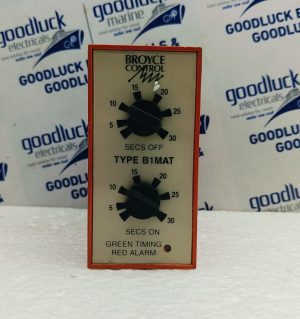 goodluck
electricals
goodluck
marine
GOODLUCK
GOODLUCK
GOODLUCK
goodluck
electricals
goodluck
electricals
GOODLUCK
GOODLUCK
BROYCE
CONTROL
15 20
10 25
5 30
SECS OFF
TYPE B1MAT
15 20
10 25
5 30
SECS ON
GREEN TIMING
RED ALARM